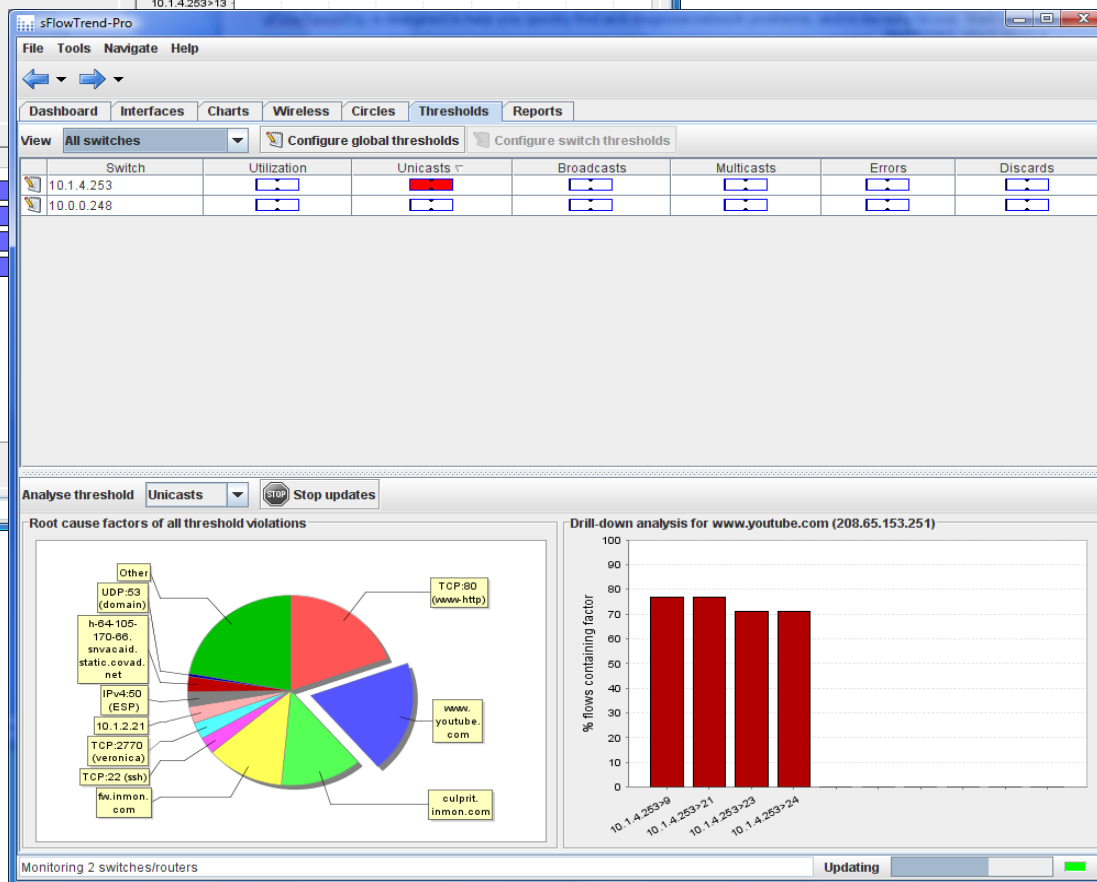 10.1.4.253>13
sFlowTrend-Pro
File Tools Navigate Help
Dashboard Interfaces Charts Wireless Circles Thresholds Reports
View All switches Configure global thresholds Configure switch thresholds
Switch Utilization Unicasts Broadcasts Multicasts Errors Discards
10.1.4.253
10.0.0.248
Analyse threshold Unicasts STOP Stop updates
Root cause factors of all threshold violations
Other
UDP:53
(domain)
h-64-105-
170-66.
snvacaid.
static.covad.
net
IPv4:50
(ESP)
10.1.2.21
TCP:2770
(veronica)
TCP:22 (ssh)
fw.inmon.
com
TCP:80
(www-http)
www.
youtube.
com
culprit.
inmon.com
Drill-down analysis for www.youtube.com (208.65.153.251)
100
90
80
70
60
50
40
30
20
10
0
% flows containing factor
10.1.4.253>9
10.1.4.253>21
10.1.4.253>23
10.1.4.253>24
Monitoring 2 switches/routers
Updating